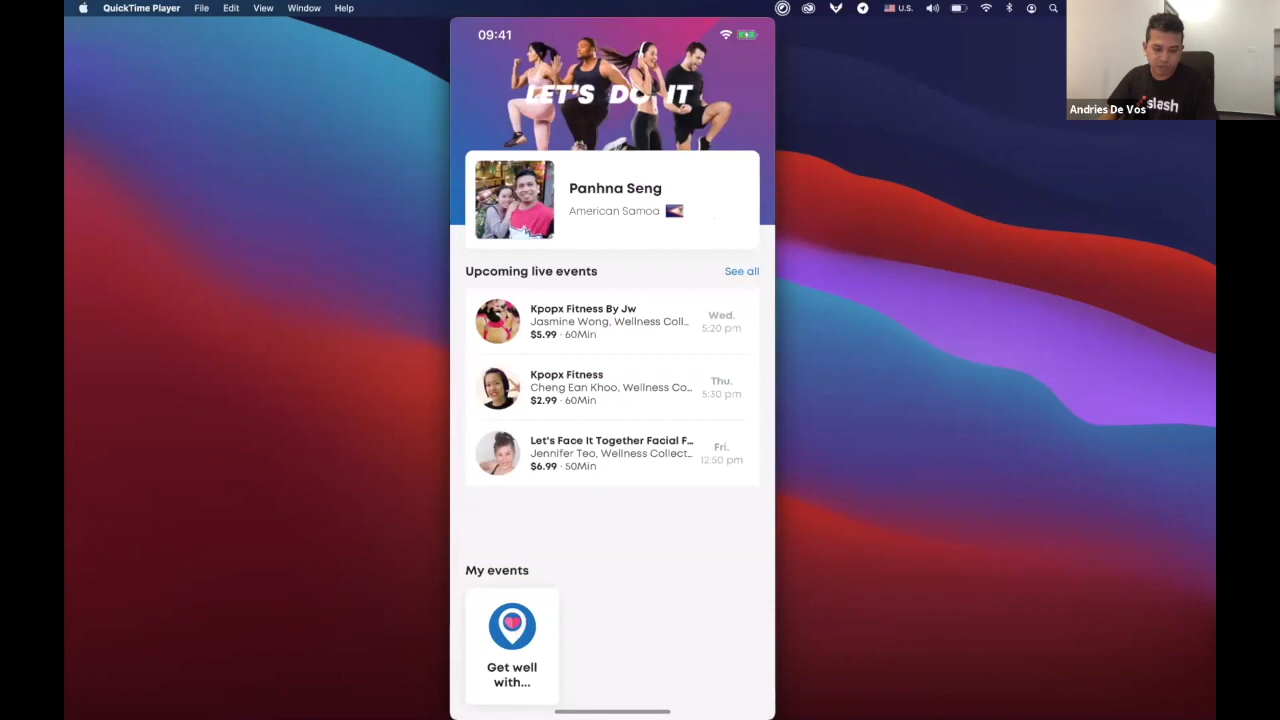 QuickTime Player File Edit View Window Help
U.S.
slash
Andries De Vos
09:41
LET'S DO IT
Panhna Seng
American Samoa
Upcoming live events
See all
Kpopx Fitness By Jw
Jasmine Wong, Wellness Coll...
$5.99 · 60Min
Wed.
5:20 pm
Kpopx Fitness
Cheng Ean Khoo, Wellness Co...
$2.99 · 60Min
Thu.
5:30 pm
Let's Face It Together Facial F...
Jennifer Teo, Wellness Collect...
$6.99 · 50Min
Fri.
12:50 pm
My events
Get well
with...